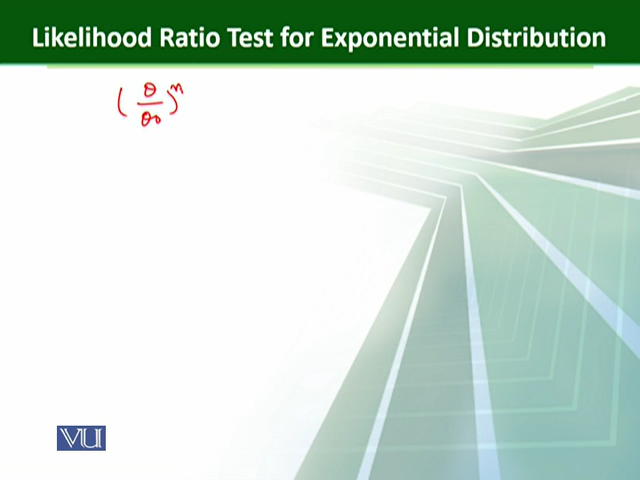 Likelihood Ratio Test for Exponential Distribution
(θ/θ₀)ⁿ
VU